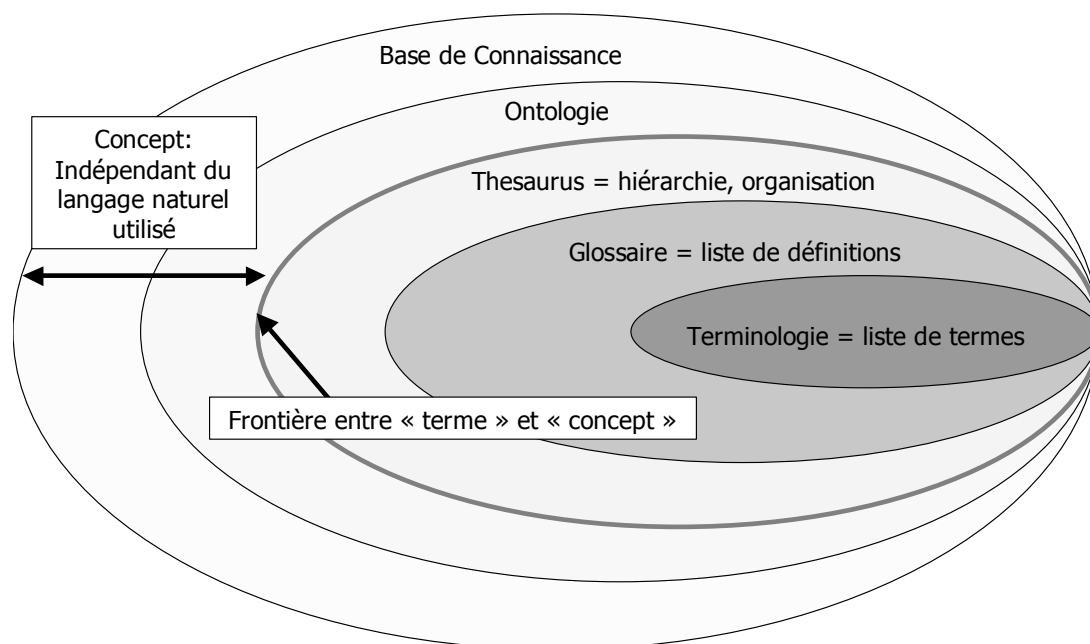 Base de Connaissance
Ontologie
Concept:
Indépendant du
langage naturel
utilisé
Thesaurus = hiérarchie, organisation
Glossaire = liste de définitions
Terminologie = liste de termes
Frontière entre « terme » et « concept »